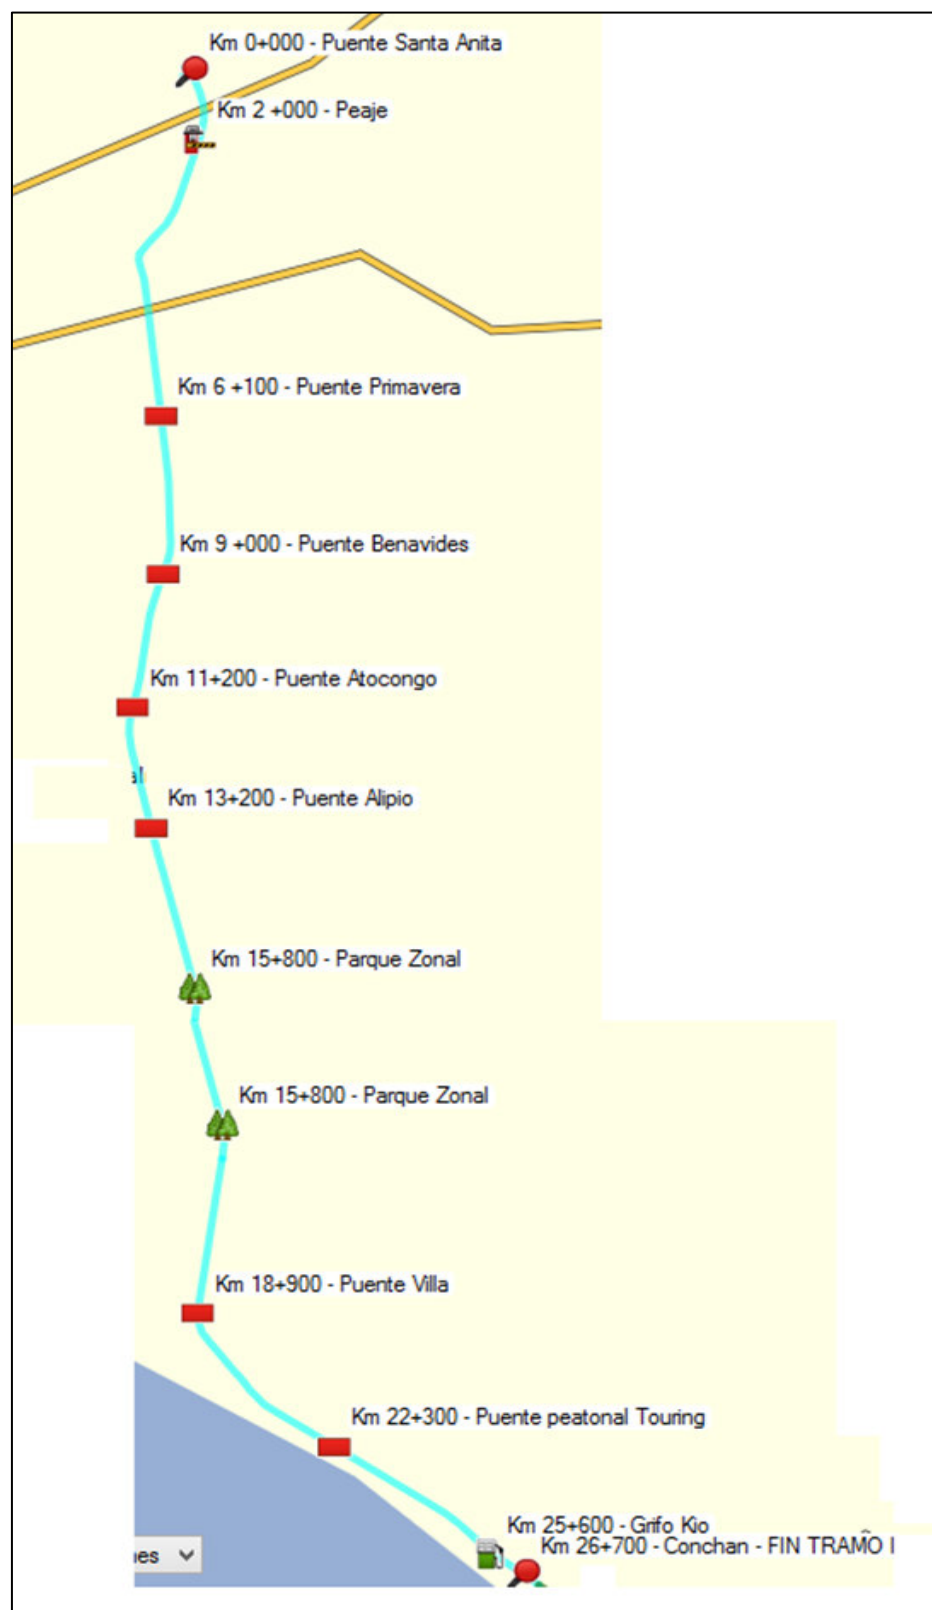 Km 0+000 - Puente Santa Anita
Km 2 +000 - Peaje
Km 6 +100 - Puente Primavera
Km 9 +000 - Puente Benavides
Km 11+200 - Puente Atocongo
al
Km 13+200 - Puente Alipio
Km 15+800 - Parque Zonal
Km 15+800 - Parque Zonal
Km 18+900 - Puente Villa
Km 22+300 - Puente peatonal Touring
Km 25+600 - Grifo Kio
Km 26+700 - Conchan - FIN TRAMO I
nes